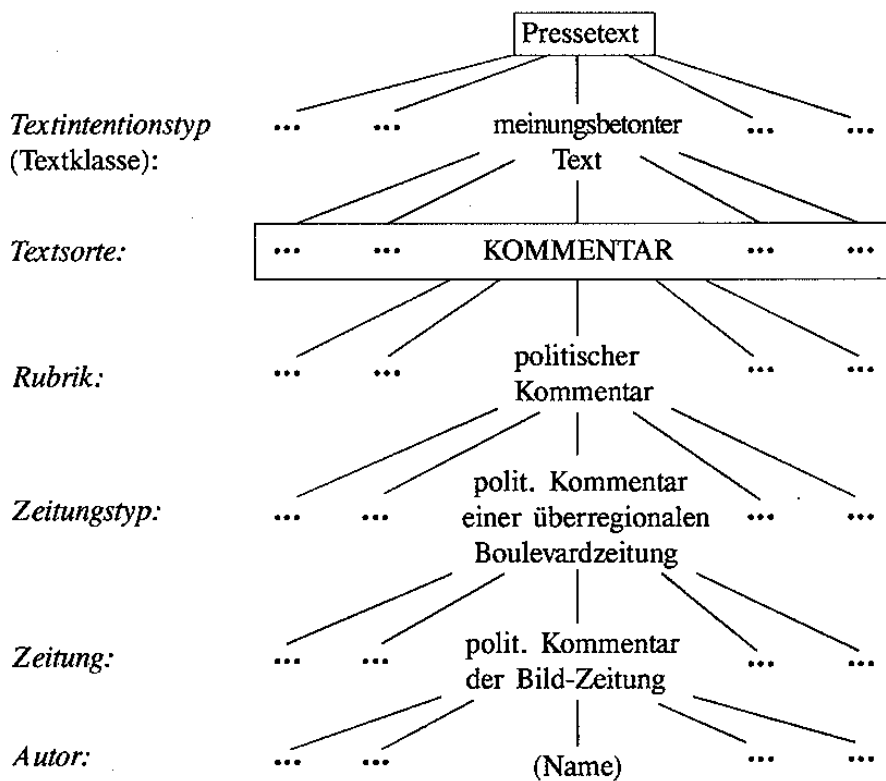 Pressetext
Textintentionstyp ... ... meinungsbetonter ... ...
(Textklasse): Text
Textsorte: ... ... KOMMENTAR ... ...
politischer
Rubrik: ... ... Kommentar ... ...
polit. Kommentar
Zeitungstyp: ... ... einer überregionalen ... ...
Boulevardzeitung
Zeitung: ... ... polit. Kommentar ... ...
der Bild-Zeitung
Autor: ... ... (Name) ... ...